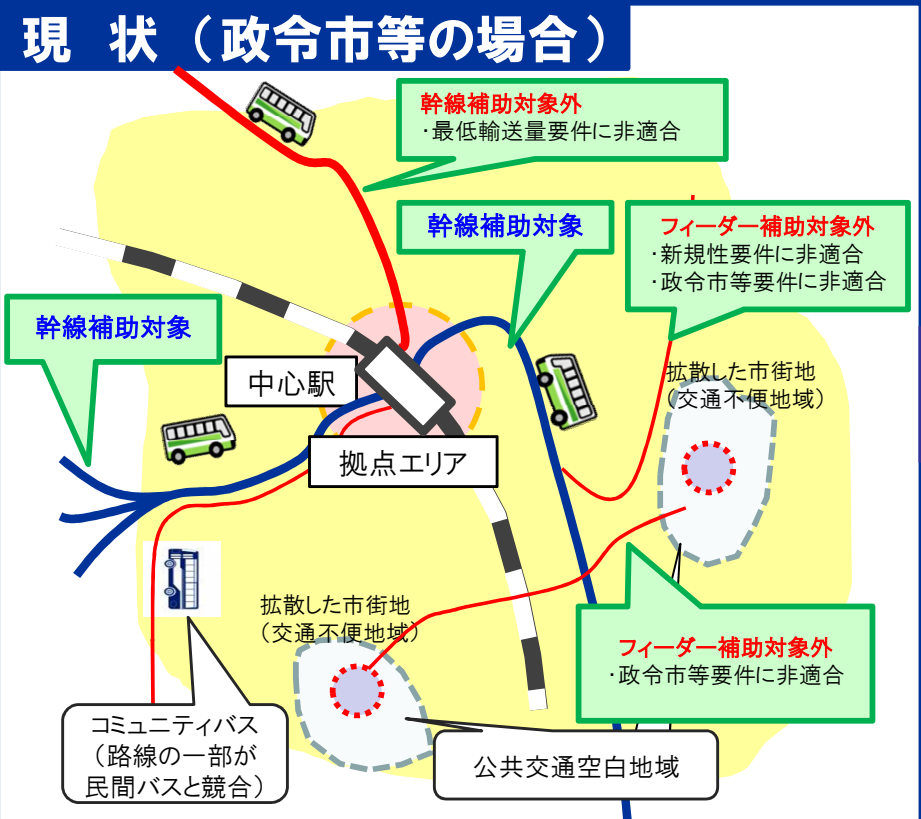 現 状（政令市等の場合）
幹線補助対象外
・最低輸送量要件に非適合
幹線補助対象
フィーダー補助対象外
・新規性要件に非適合
・政令市等要件に非適合
幹線補助対象
中心駅
拠点エリア
拡散した市街地
（交通不便地域）
拡散した市街地
（交通不便地域）
フィーダー補助対象外
・政令市等要件に非適合
コミュニティバス
（路線の一部が
民間バスと競合）
公共交通空白地域